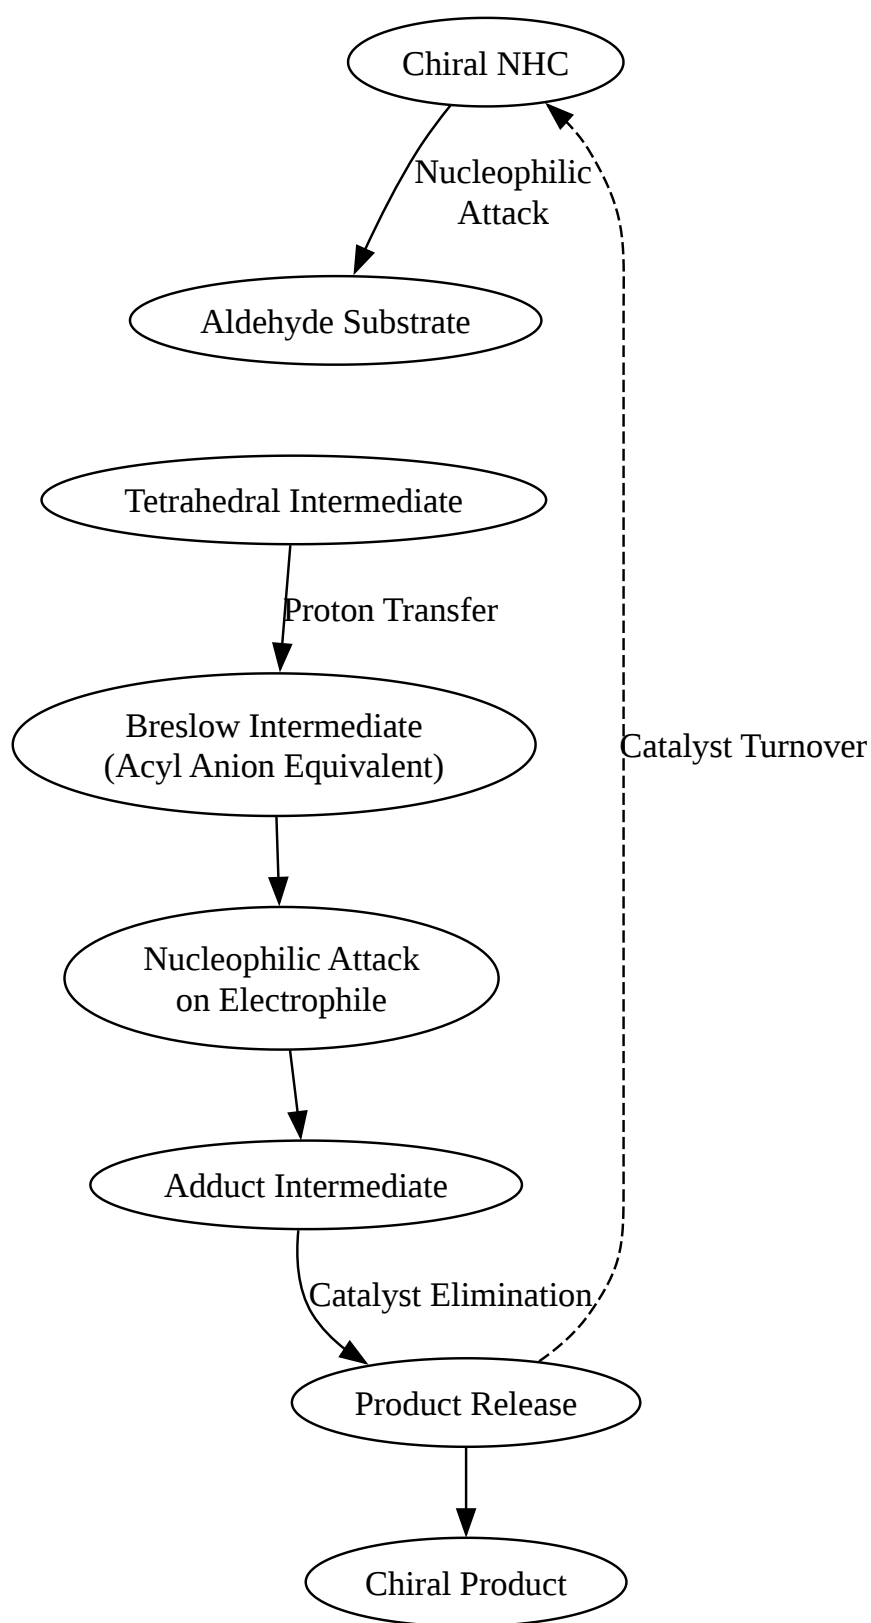 Chiral NHC
Nucleophilic
Attack
Aldehyde Substrate
Tetrahedral Intermediate
Proton Transfer
Breslow Intermediate
(Acyl Anion Equivalent)
Catalyst Turnover
Nucleophilic Attack
on Electrophile
Adduct Intermediate
Catalyst Elimination
Product Release
Chiral Product